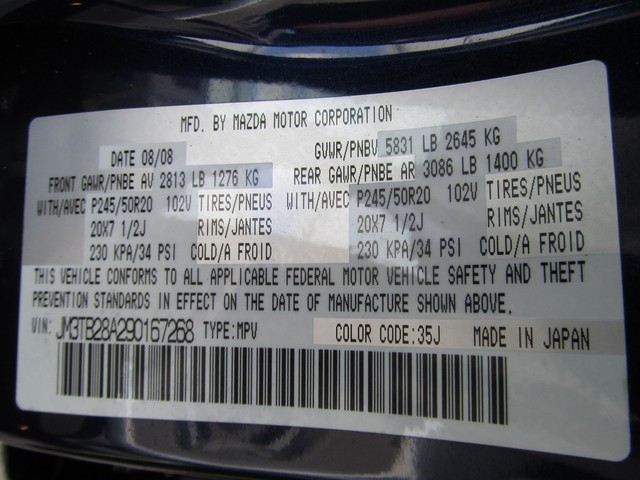 MFD. BY MAZDA MOTOR CORPORATION
DATE 08/08 GVWR/PNBV 5831 LB 2645 KG
FRONT GAWR/PNBE AV 2813 LB 1276 KG REAR GAWR/PNBE AR 3086 LB 1400 KG
WITH/AVEC P245/50R20 102V TIRES/PNEUS WITH/AVEC P245/50R20 102V TIRES/PNEUS
20X7 1/2J RIMS/JANTES 20X7 1/2J RIMS/JANTES
230 KPA/34 PSI COLD/A FROID 230 KPA/34 PSI COLD/A FROID
THIS VEHICLE CONFORMS TO ALL APPLICABLE FEDERAL MOTOR VEHICLE SAFETY AND THEFT
PREVENTION STANDARDS IN EFFECT ON THE DATE OF MANUFACTURE SHOWN ABOVE.
VIN: JM3TB28A290167268 TYPE:MPV COLOR CODE:35J MADE IN JAPAN